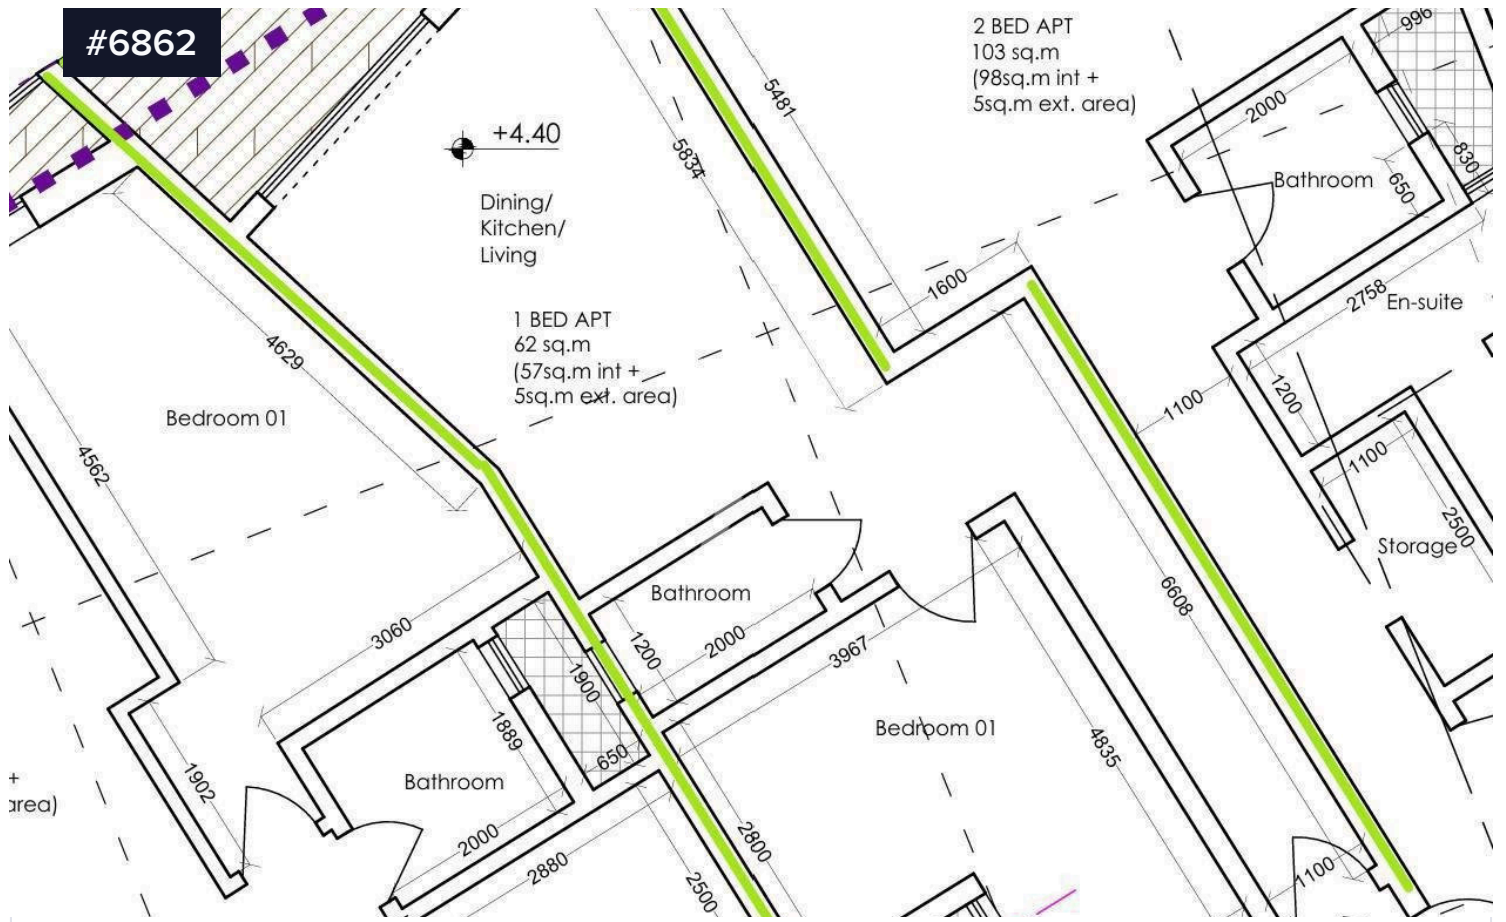 #6862
2 BED APT
103 sq.m
(98sq.m int +
5sq.m ext. area)
996
2000
5481
5834
+4.40
830
650
Bathroom
Dining/
Kitchen/
Living
1600
2758
En-suite
1 BED APT
62 sq.m
(57sq.m int +
5sq.m ext. area)
4629
1200
1100
Bedroom 01
1100
4562
2500
Storage
Bathroom
6608
3060
1200
2000
3967
1900
1889
Bedroom 01
4835
650
Bathroom
1902
+
area)
2000
2800
2880
2500
1100